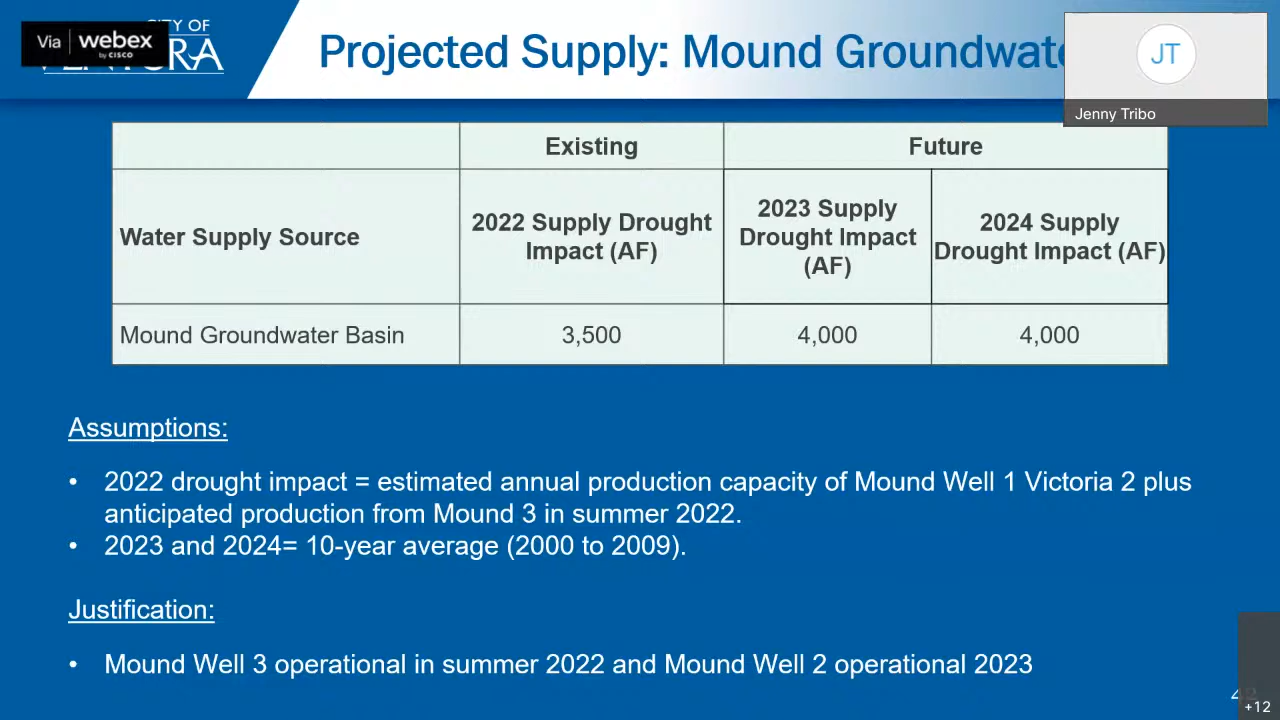 Via webex
by CISCO
CITY OF
Projected Supply: Mound Groundwate
JT
Jenny Tribo
Existing Future
Water Supply Source
2022 Supply Drought
Impact (AF)
2023 Supply
Drought Impact
(AF)
2024 Supply
Drought Impact (AF)
Mound Groundwater Basin 3,500 4,000 4,000
Assumptions:
• 2022 drought impact = estimated annual production capacity of Mound Well 1 Victoria 2 plus
anticipated production from Mound 3 in summer 2022.
• 2023 and 2024= 10-year average (2000 to 2009).
Justification:
• Mound Well 3 operational in summer 2022 and Mound Well 2 operational 2023
+12